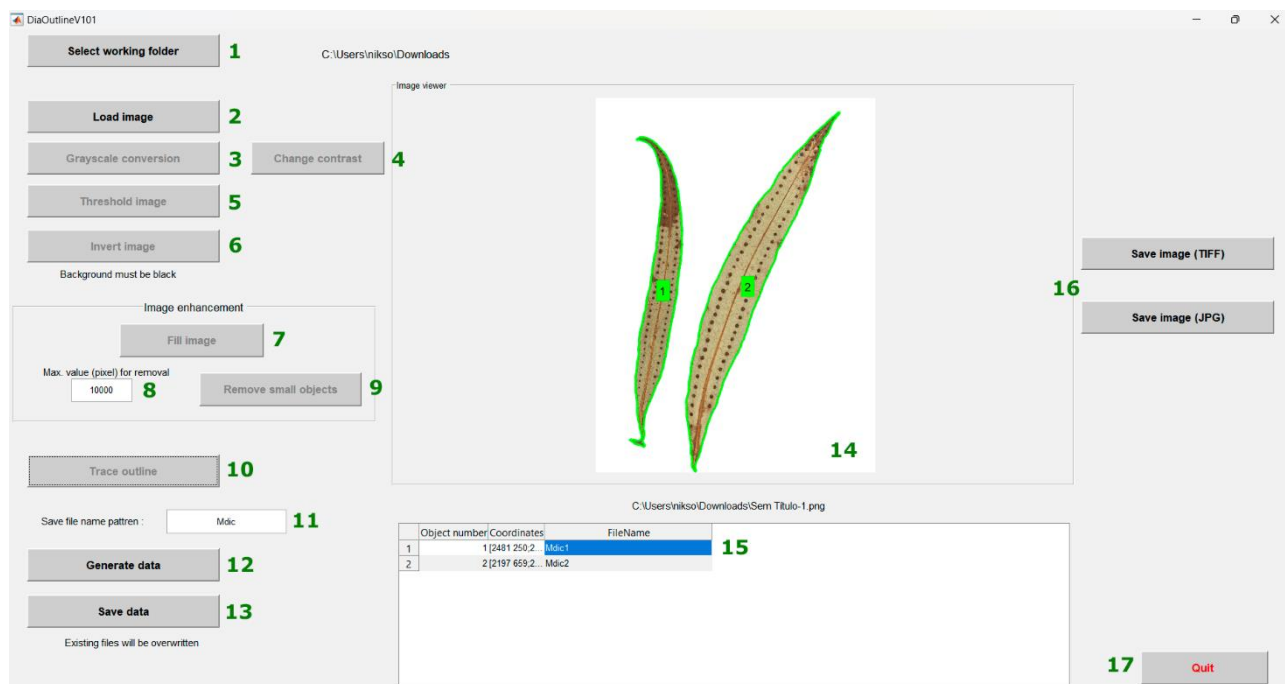 DiaOutlineV101
Select working folder 1 C:\Users\nikso\Downloads
Image viewer
Load image 2
Grayscale conversion 3 Change contrast 4
Threshold image 5
Invert image 6
Background must be black
Save image (TIFF)
16
Save image (JPG)
Image enhancement
Fill image 7
Max. value (pixel) for removal
10000 8 Remove small objects 9
1
2
14
Trace outline 10
C:\Users\nikso\Downloads\Sem Titulo-1.png
Save file name pattren : Mdic 11
Object number Coordinates FileName
1 1 [2481 250;2... Mdic1 15
2 2 [2197 659;2... Mdic2
Generate data 12
Save data 13
Existing files will be overwritten
17 Quit